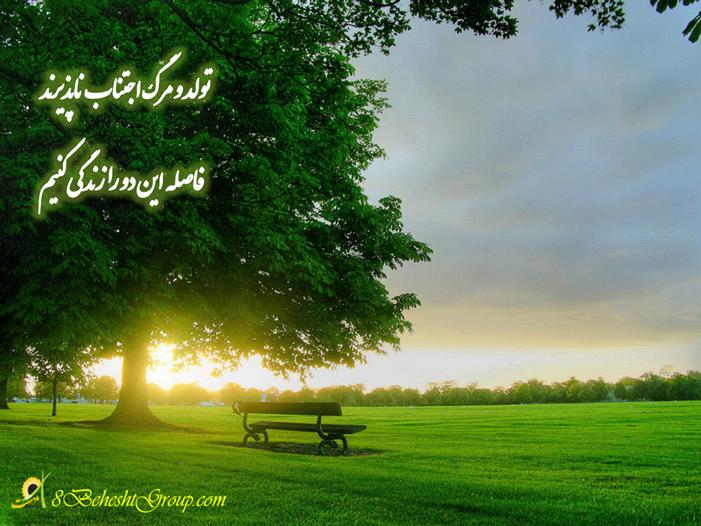 تولد و مرگ اجتناب ناپذیرند
فاصله این دو را زندگی کنیم
8BeheshtGroup.com